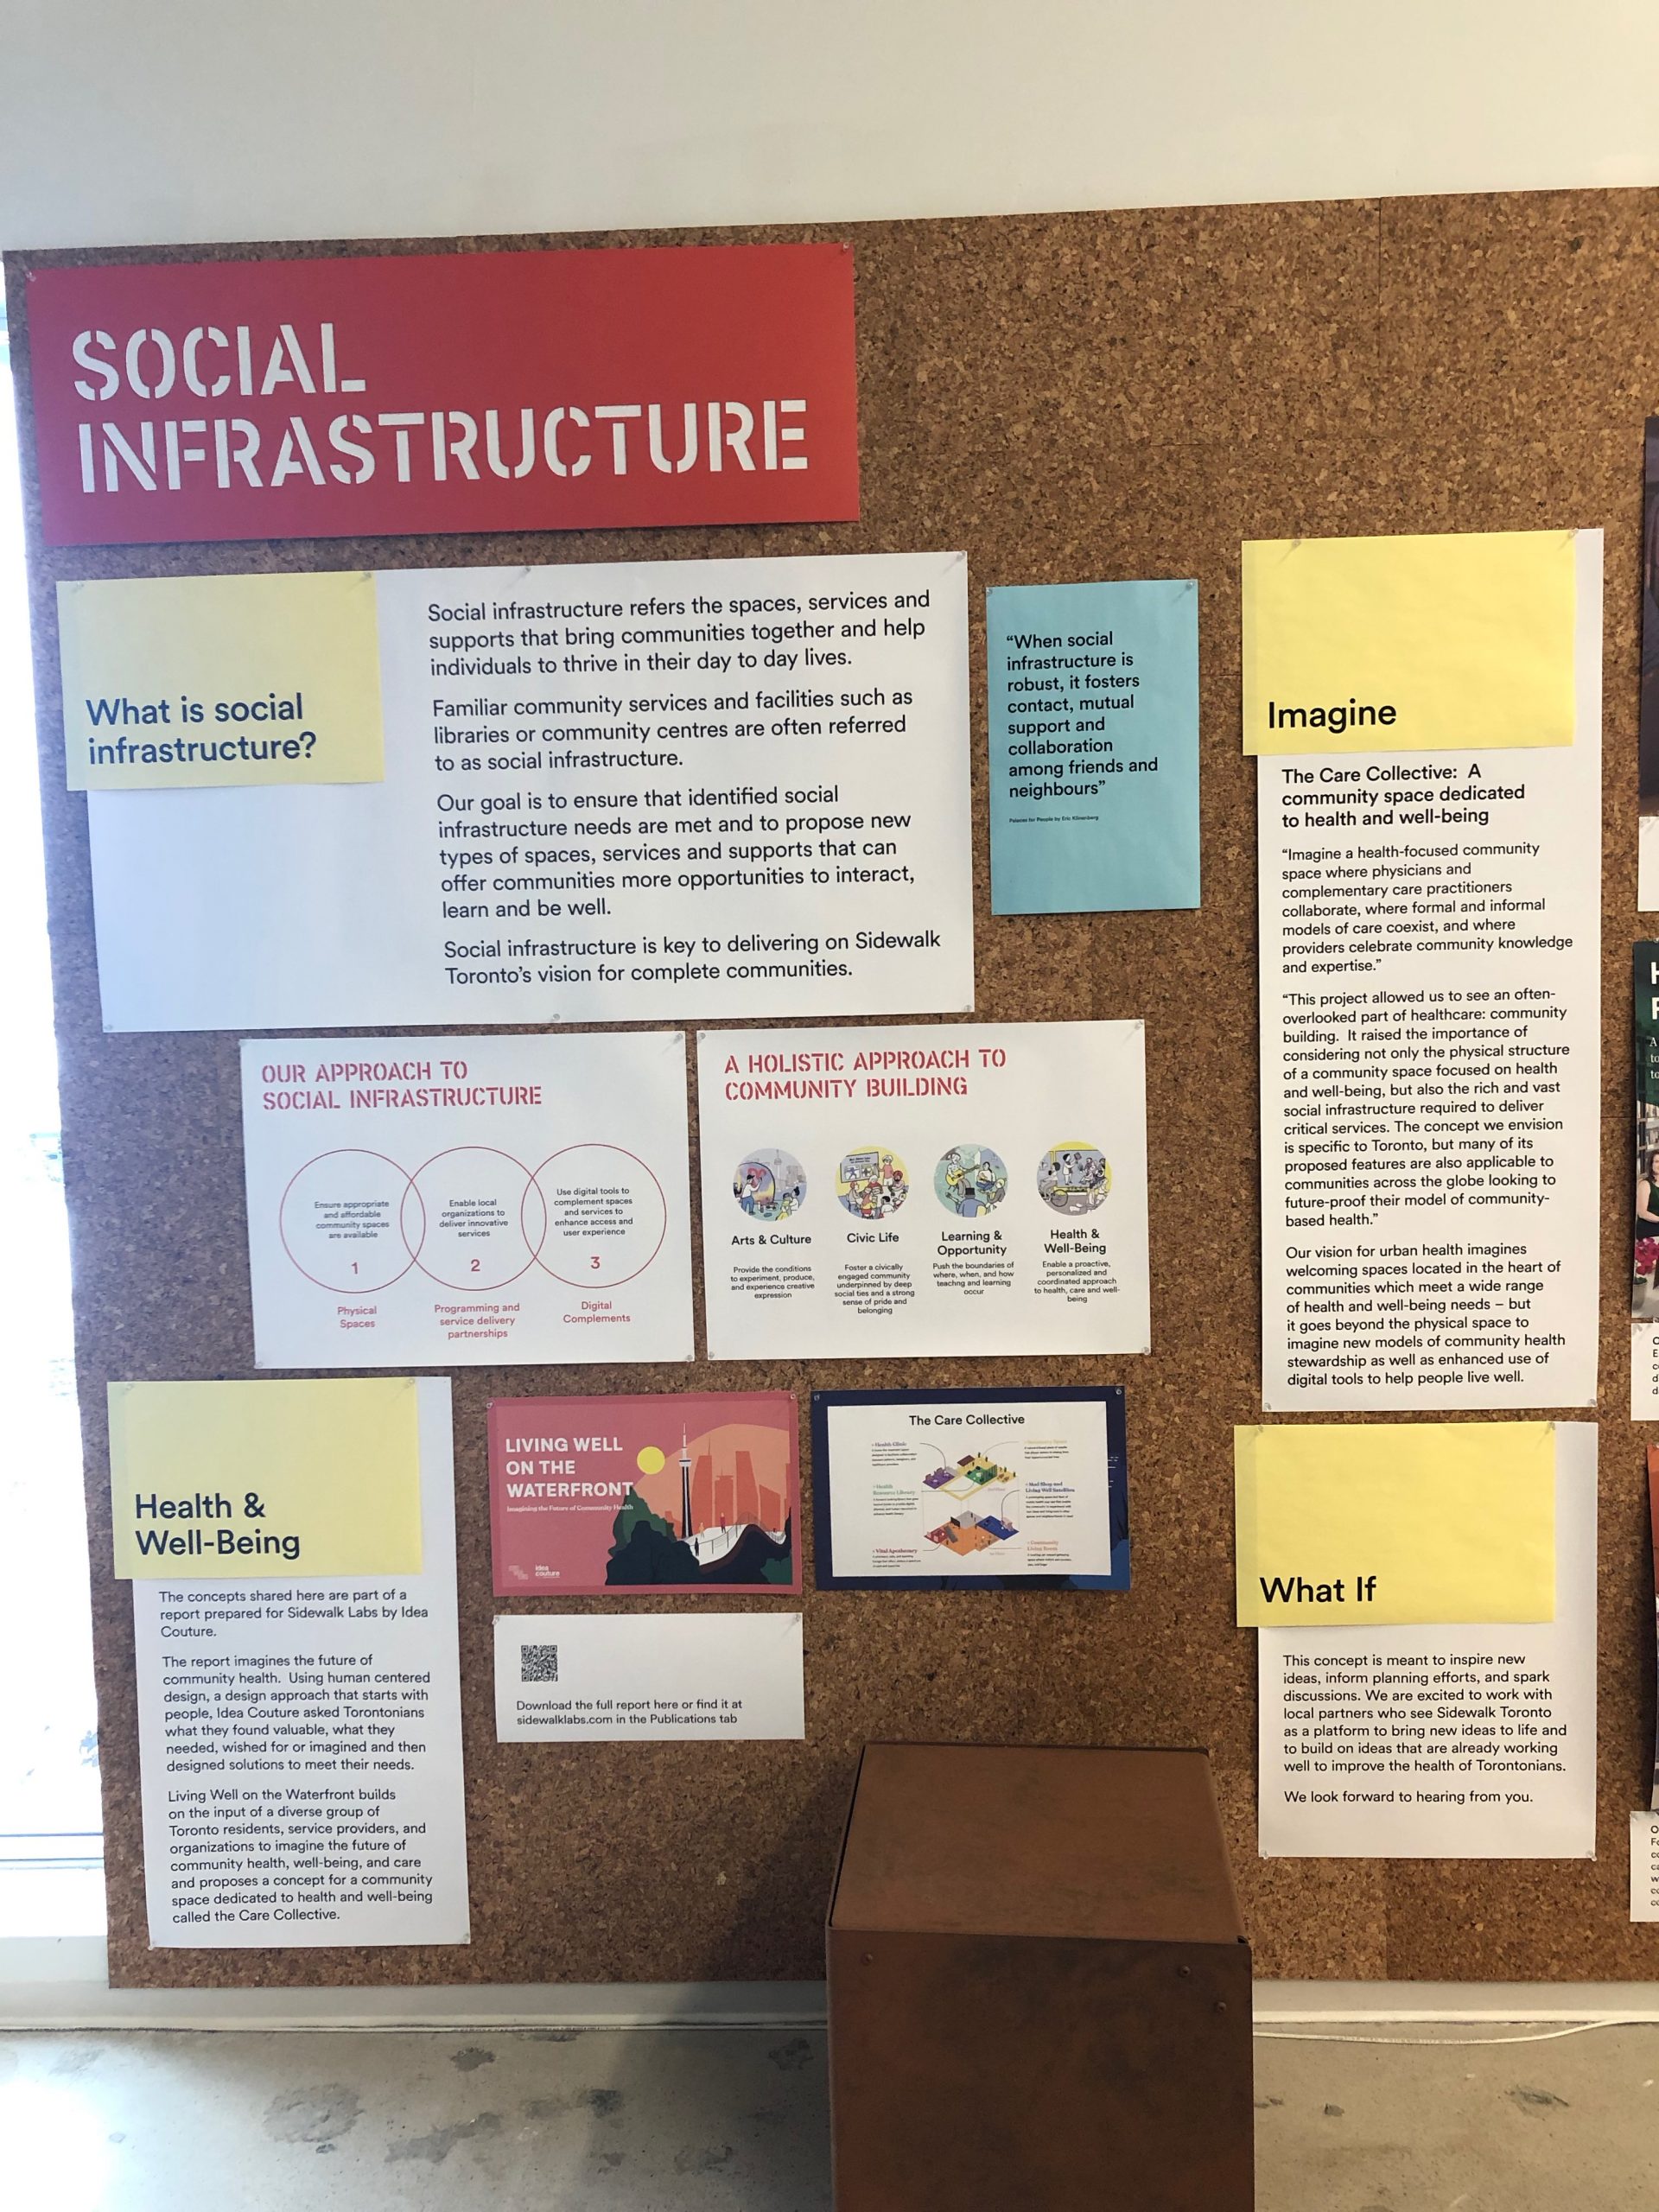 SOCIAL
INFRASTRUCTURE
What is social
infrastructure?
Social infrastructure refers the spaces, services and
supports that bring communities together and help
individuals to thrive in their day to day lives.
Familiar community services and facilities such as
libraries or community centres are often referred
to as social infrastructure.
Our goal is to ensure that identified social
infrastructure needs are met and to propose new
types of spaces, services and supports that can
offer communities more opportunities to interact,
learn and be well.
Social infrastructure is key to delivering on Sidewalk
Toronto's vision for complete communities.
“When social
infrastructure is
robust, it fosters
contact, mutual
support and
collaboration
among friends and
neighbours”
Palaces for People by Eric Klinenberg
OUR APPROACH TO
SOCIAL INFRASTRUCTURE
Ensure appropriate
and affordable
community spaces
are available
1
Physical
Spaces
Enable local
organizations to
deliver innovative
services
2
Programming and
service delivery
partnerships
Use digital tools to
complement spaces
and services to
enhance access and
user experience
3
Digital
Complements
A HOLISTIC APPROACH TO
COMMUNITY BUILDING
Arts & Culture
Provide the conditions
to experiment, produce,
and experience creative
expression
Civic Life
Foster a civically
engaged community
underpinned by deep
social ties and a strong
sense of pride and
belonging
Learning &
Opportunity
Push the boundaries of
where, when, and how
teachng and learning
occur
Health &
Well-Being
Enable a proactive,
personalized and
coordinated approach
to health, care and well-
being
Health &
Well-Being
The concepts shared here are part of a
report prepared for Sidewalk Labs by Idea
Couture.
The report imagines the future of
community health. Using human centered
design, a design approach that starts with
people, Idea Couture asked Torontonians
what they found valuable, what they
needed, wished for or imagined and then
designed solutions to meet their needs.
Living Well on the Waterfront builds
on the input of a diverse group of
Toronto residents, service providers, and
organizations to imagine the future of
community health, well-being, and care
and proposes a concept for a community
space dedicated to health and well-being
called the Care Collective.
LIVING WELL
ON THE
WATERFRONT
Imagining the Future of Community Health
idea
couture
The Care Collective
Health Clinic
Health
Resource Library
Vital Apothecary
Living Well Satellites
Community
Living Room
Download the full report here or find it at
sidewalklabs.com in the Publications tab
Imagine
The Care Collective: A
community space dedicated
to health and well-being
“Imagine a health-focused community
space where physicians and
complementary care practitioners
collaborate, where formal and informal
models of care coexist, and where
providers celebrate community knowledge
and expertise.”
“This project allowed us to see an often-
overlooked part of healthcare: community
building. It raised the importance of
considering not only the physical structure
of a community space focused on health
and well-being, but also the rich and vast
social infrastructure required to deliver
critical services. The concept we envision
is specific to Toronto, but many of its
proposed features are also applicable to
communities across the globe looking to
future-proof their model of community-
based health.”
Our vision for urban health imagines
welcoming spaces located in the heart of
communities which meet a wide range
of health and well-being needs – but
it goes beyond the physical space to
imagine new models of community health
stewardship as well as enhanced use of
digital tools to help people live well.
What If
This concept is meant to inspire new
ideas, inform planning efforts, and spark
discussions. We are excited to work with
local partners who see Sidewalk Toronto
as a platform to bring new ideas to life and
to build on ideas that are already working
well to improve the health of Torontonians.
We look forward to hearing from you.